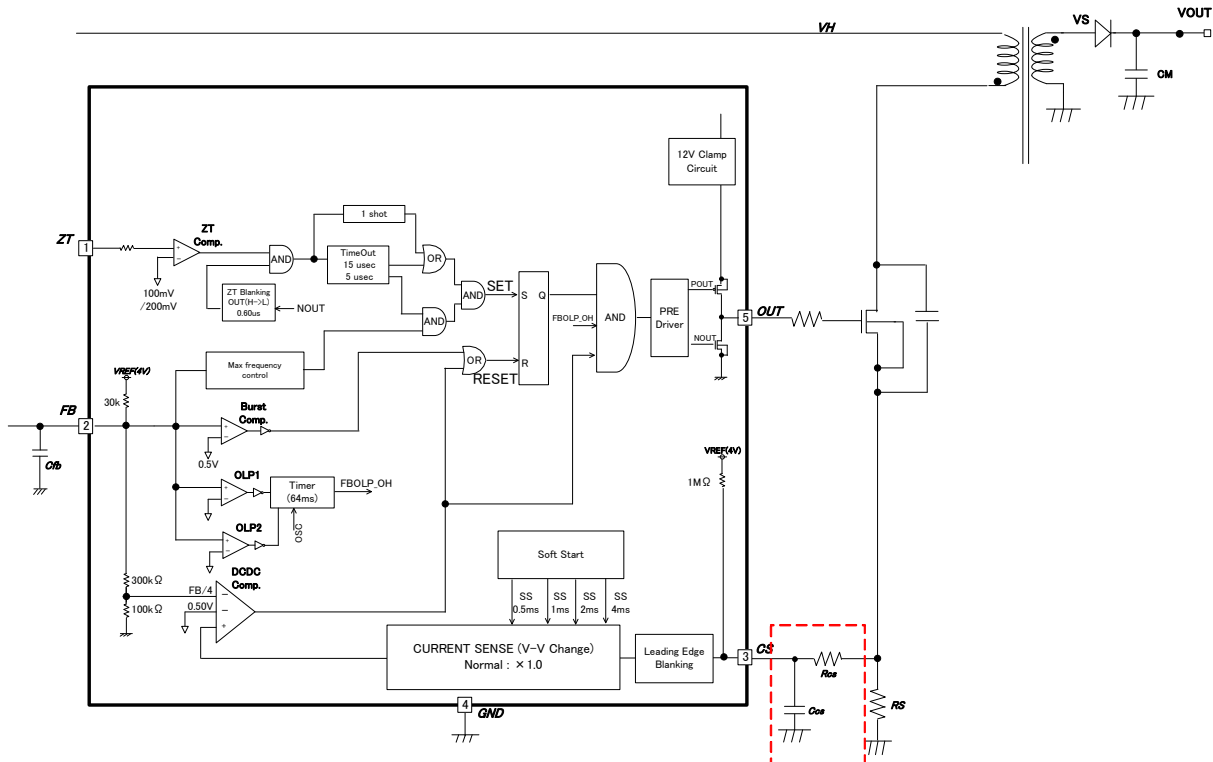 VH
VS
VOUT
CM
12V Clamp
Circuit
1 shot
ZT
Comp.
ZT
1
AND
TimeOut
15 usec
5 usec
OR
100mV
/200mV
ZT Blanking
OUT(H->L)
0.60us
NOUT
AND
SET
S
Q
R
AND
FBOLP_OH
AND
PRE
Driver
POUT
NOUT
5
OUT
Max frequency
control
OR
RESET
VREF(4V)
30k
FB
2
Cfb
Burst
Comp.
0.5V
OLP1
Timer
(64ms)
FBOLP_OH
OSC
OLP2
VREF(4V)
1MΩ
300kΩ
100kΩ
FB/4
0.50V
DCDC
Comp.
Soft Start
SS
0.5ms
SS
1ms
SS
2ms
SS
4ms
CURRENT SENSE (V-V Change)
Normal : ×1.0
Leading Edge
Blanking
3
CS
Rcs
Ccs
RS
4
GND